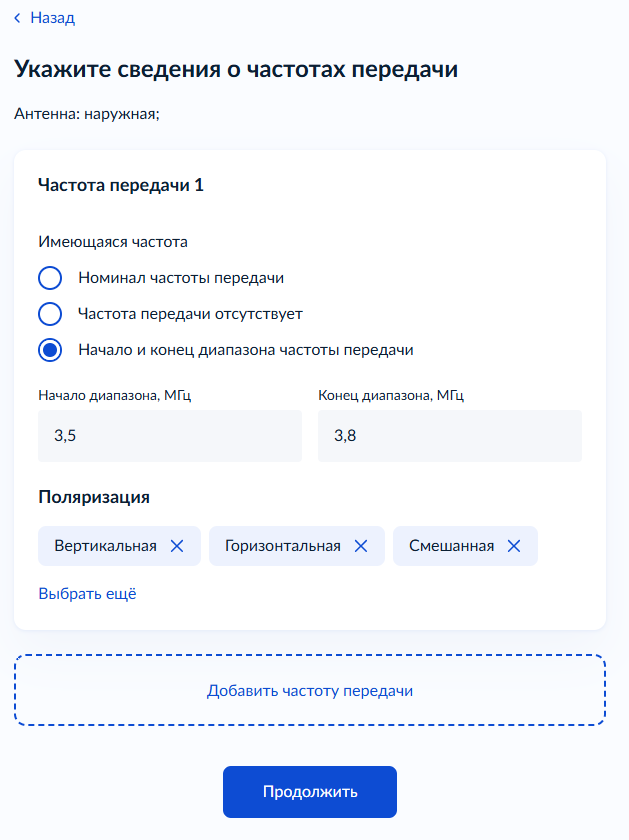 Назад
Укажите сведения о частотах передачи
Антенна: наружная;
Частота передачи 1
Имеющаяся частота
Номинал частоты передачи
Частота передачи отсутствует
Начало и конец диапазона частоты передачи
Начало диапазона, МГц Конец диапазона, МГц
3,5 3,8
Поляризация
Вертикальная Горизонтальная Смешанная
Выбрать ещё
Добавить частоту передачи
Продолжить